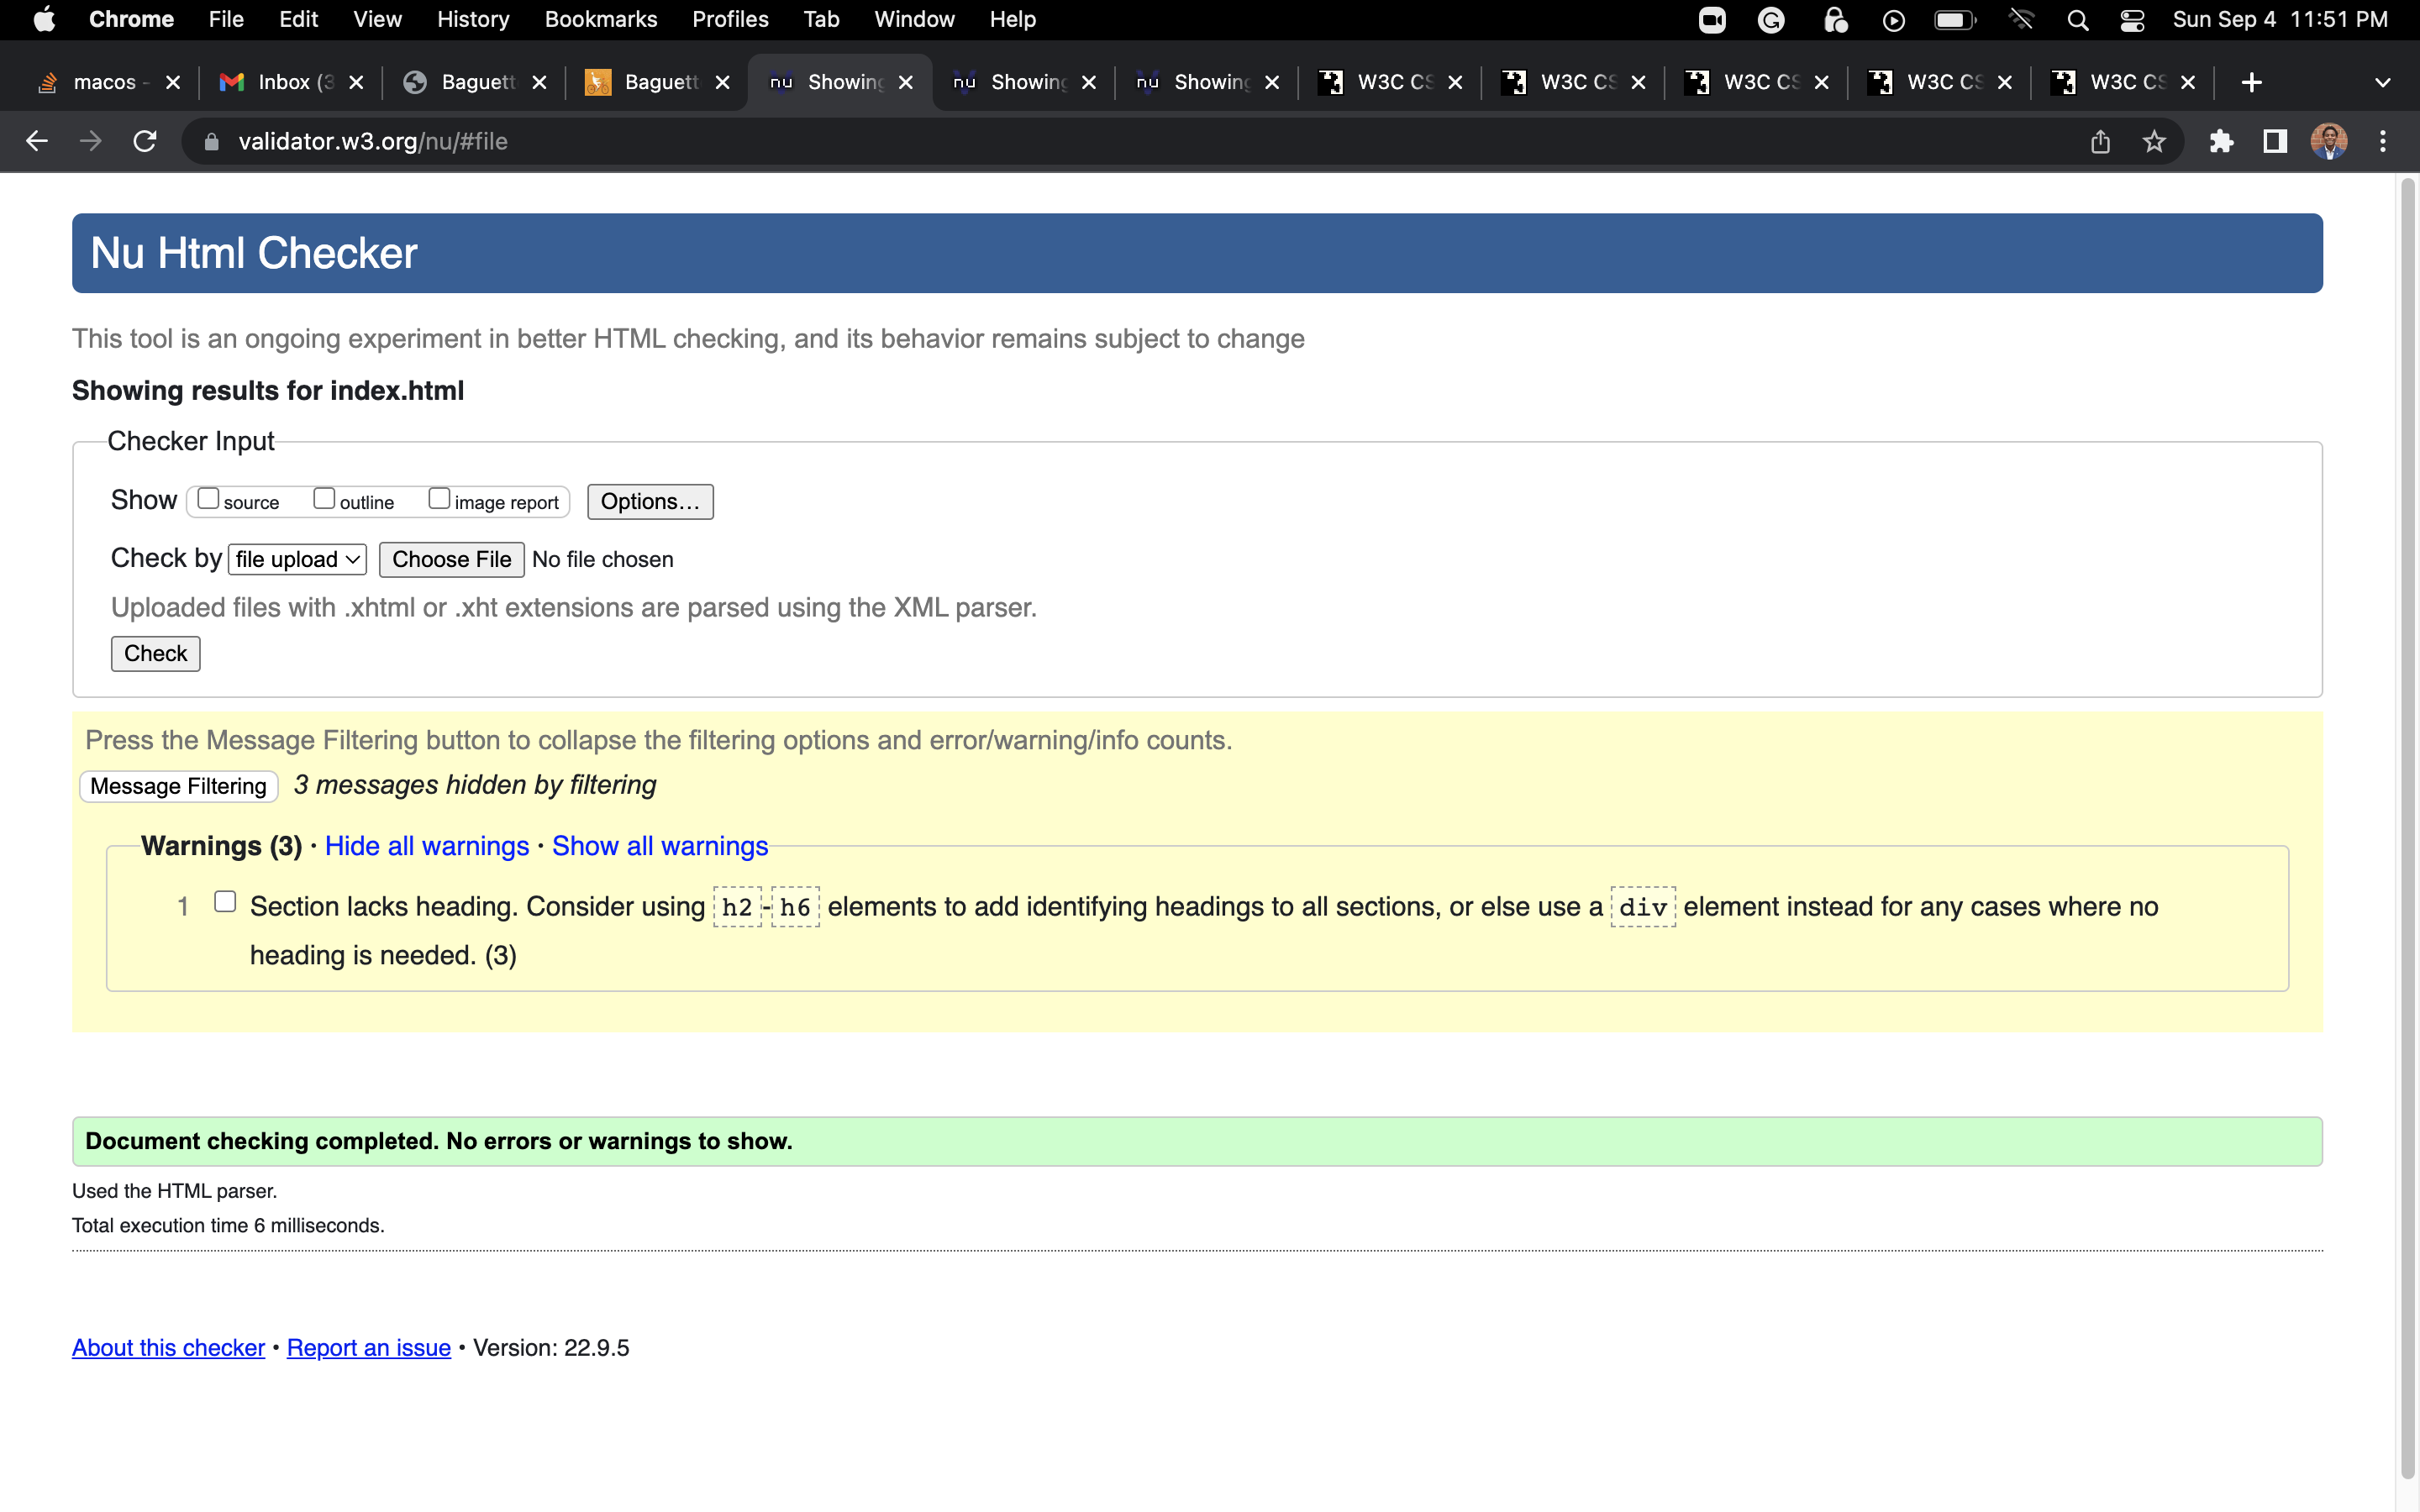 Chrome File Edit View History Bookmarks Profiles Tab Window Help Sun Sep 4 11:51 PM
macos - Inbox (3 Baguett Baguett nu Showing nu Showing nu Showing W3C CS W3C CS W3C CS W3C CS W3C CS
validator.w3.org/nu/#file
Nu Html Checker
This tool is an ongoing experiment in better HTML checking, and its behavior remains subject to change
Showing results for index.html
Checker Input
Show source outline image report Options...
Check by file upload Choose File No file chosen
Uploaded files with .xhtml or .xht extensions are parsed using the XML parser.
Check
Press the Message Filtering button to collapse the filtering options and error/warning/info counts.
Message Filtering 3 messages hidden by filtering
Warnings (3) · Hide all warnings · Show all warnings
1 Section lacks heading. Consider using h2-h6 elements to add identifying headings to all sections, or else use a div element instead for any cases where no
heading is needed. (3)
Document checking completed. No errors or warnings to show.
Used the HTML parser.
Total execution time 6 milliseconds.
About this checker • Report an issue • Version: 22.9.5